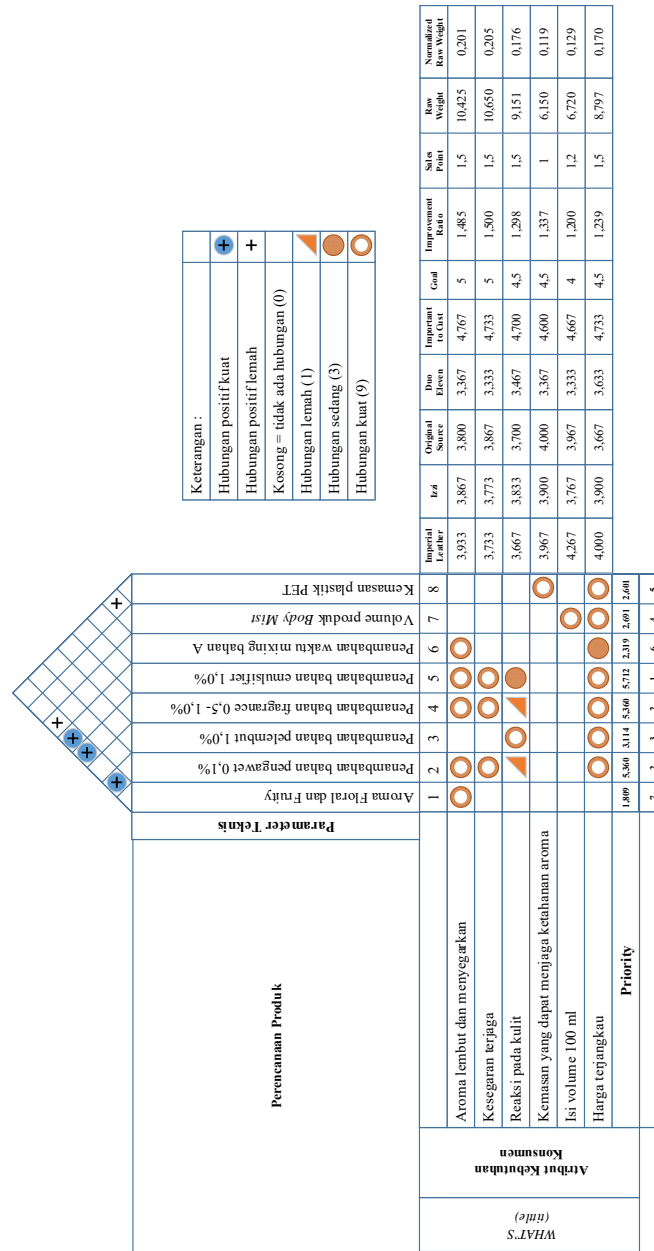 Keterangan :
Hubungan positif kuat +
Hubungan positif lemah +
Kosong = tidak ada hubungan (0)
Hubungan lemah (1)
Hubungan sedang (3)
Hubungan kuat (9)
+ + + + +
Perencanaan Produk
Parameter Teknis
Aroma Floral dan Fruity
Penambahan bahan pengawet 0,1%
Penambahan bahan pelembut 1,0%
Penambahan bahan fragrance 0,5- 1,0%
Penambahan bahan emulsifier 1,0%
Penambahan waktu mixing bahan A
Volume produk Body Mist
Kemasan plastik PET
1 2 3 4 5 6 7 8 Imperial Leather Izzi Original Source Duo Eleven Important to Cust Goal Improvement Ratio Sales Point Raw Weight Normalized Raw Weight
WHAT'S
(title)
Atribut Kebutuhan
Konsumen
Aroma lembut dan menyegarkan 3,933 3,867 3,800 3,367 4,767 5 1,485 1,5 10,425 0,201
Kesegaran terjaga 3,733 3,773 3,867 3,333 4,733 5 1,500 1,5 10,650 0,205
Reaksi pada kulit 3,667 3,833 3,700 3,467 4,700 4,5 1,298 1,5 9,151 0,176
Kemasan yang dapat menjaga ketahanan aroma 3,967 3,900 4,000 3,367 4,600 4,5 1,337 1 6,150 0,119
Isi volume 100 ml 4,267 3,767 3,967 3,333 4,667 4 1,200 1,2 6,720 0,129
Harga terjangkau 4,000 3,900 3,667 3,633 4,733 4,5 1,239 1,5 8,797 0,170
Priority 1,809 5,360 3,114 5,360 5,712 2,319 2,691 2,601